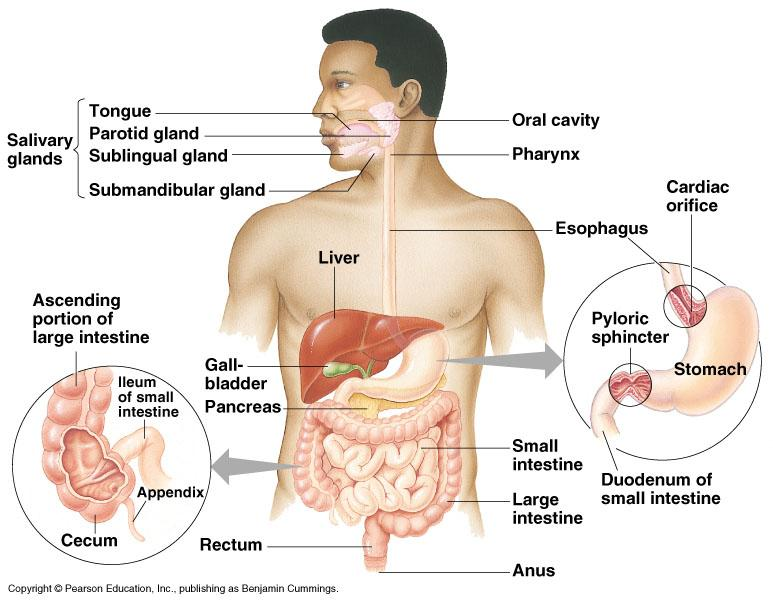 Tongue
Parotid gland
Sublingual gland
Submandibular gland
Salivary
glands
Oral cavity
Pharynx
Cardiac
orifice
Esophagus
Liver
Ascending
portion of
large intestine
Ileum
of small
intestine
Appendix
Cecum
Gall-
bladder
Pancreas
Pyloric
sphincter
Stomach
Duodenum of
small intestine
Small
intestine
Large
intestine
Rectum
Anus
Copyright © Pearson Education, Inc., publishing as Benjamin Cummings.